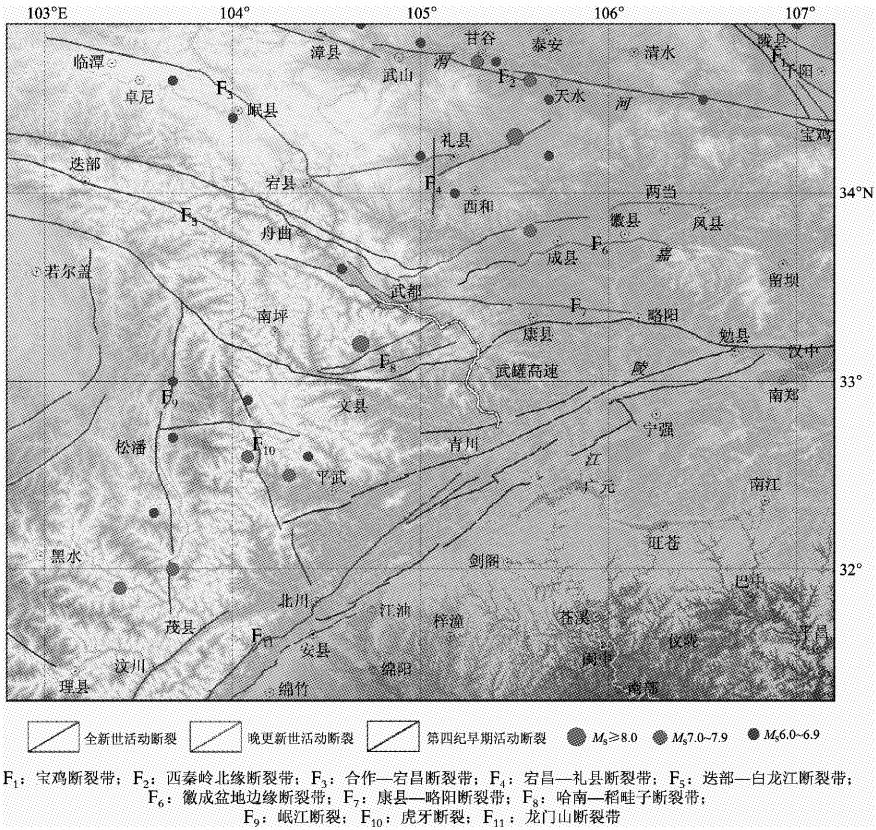 103°E 104° 105° 106° 107°
漳县 甘谷 泰安 陇县
临潭 武山 渭 清水 F₁ 千阳
卓尼 F₃ 岷县 F₂ 天水 河
宝鸡
迭部 礼县
宕昌 F₄ 西和 两当 34°N
F₅ 徽县 凤县
舟曲 成县 F₆ 嘉
若尔盖 武都 留坝
南坪 F₇ 略阳
康县 勉县
F₈ 武罐高速 陵 汉中
33°
F₉ 文县 南郑
松潘 F₁₀ 青川 宁强
平武 江
广元 南江
黑水 剑阁 旺苍
32°
北川 巴中
茂县 江油 梓潼 苍溪
F₁₁ 安县 仪陇 平昌
汶川 绵阳 阆中
理县 绵竹 南部
全新世活动断裂 晚更新世活动断裂 第四纪早期活动断裂 Mₛ≥8.0 Mₛ7.0~7.9 Mₛ6.0~6.9
F₁：宝鸡断裂带；F₂：西秦岭北缘断裂带；F₃：合作—宕昌断裂带；F₄：宕昌—礼县断裂带；F₅：迭部—白龙江断裂带；
F₆：徽成盆地边缘断裂带；F₇：康县—略阳断裂带；F₈：哈南—稻畦子断裂带；
F₉：岷江断裂；F₁₀：虎牙断裂；F₁₁：龙门山断裂带